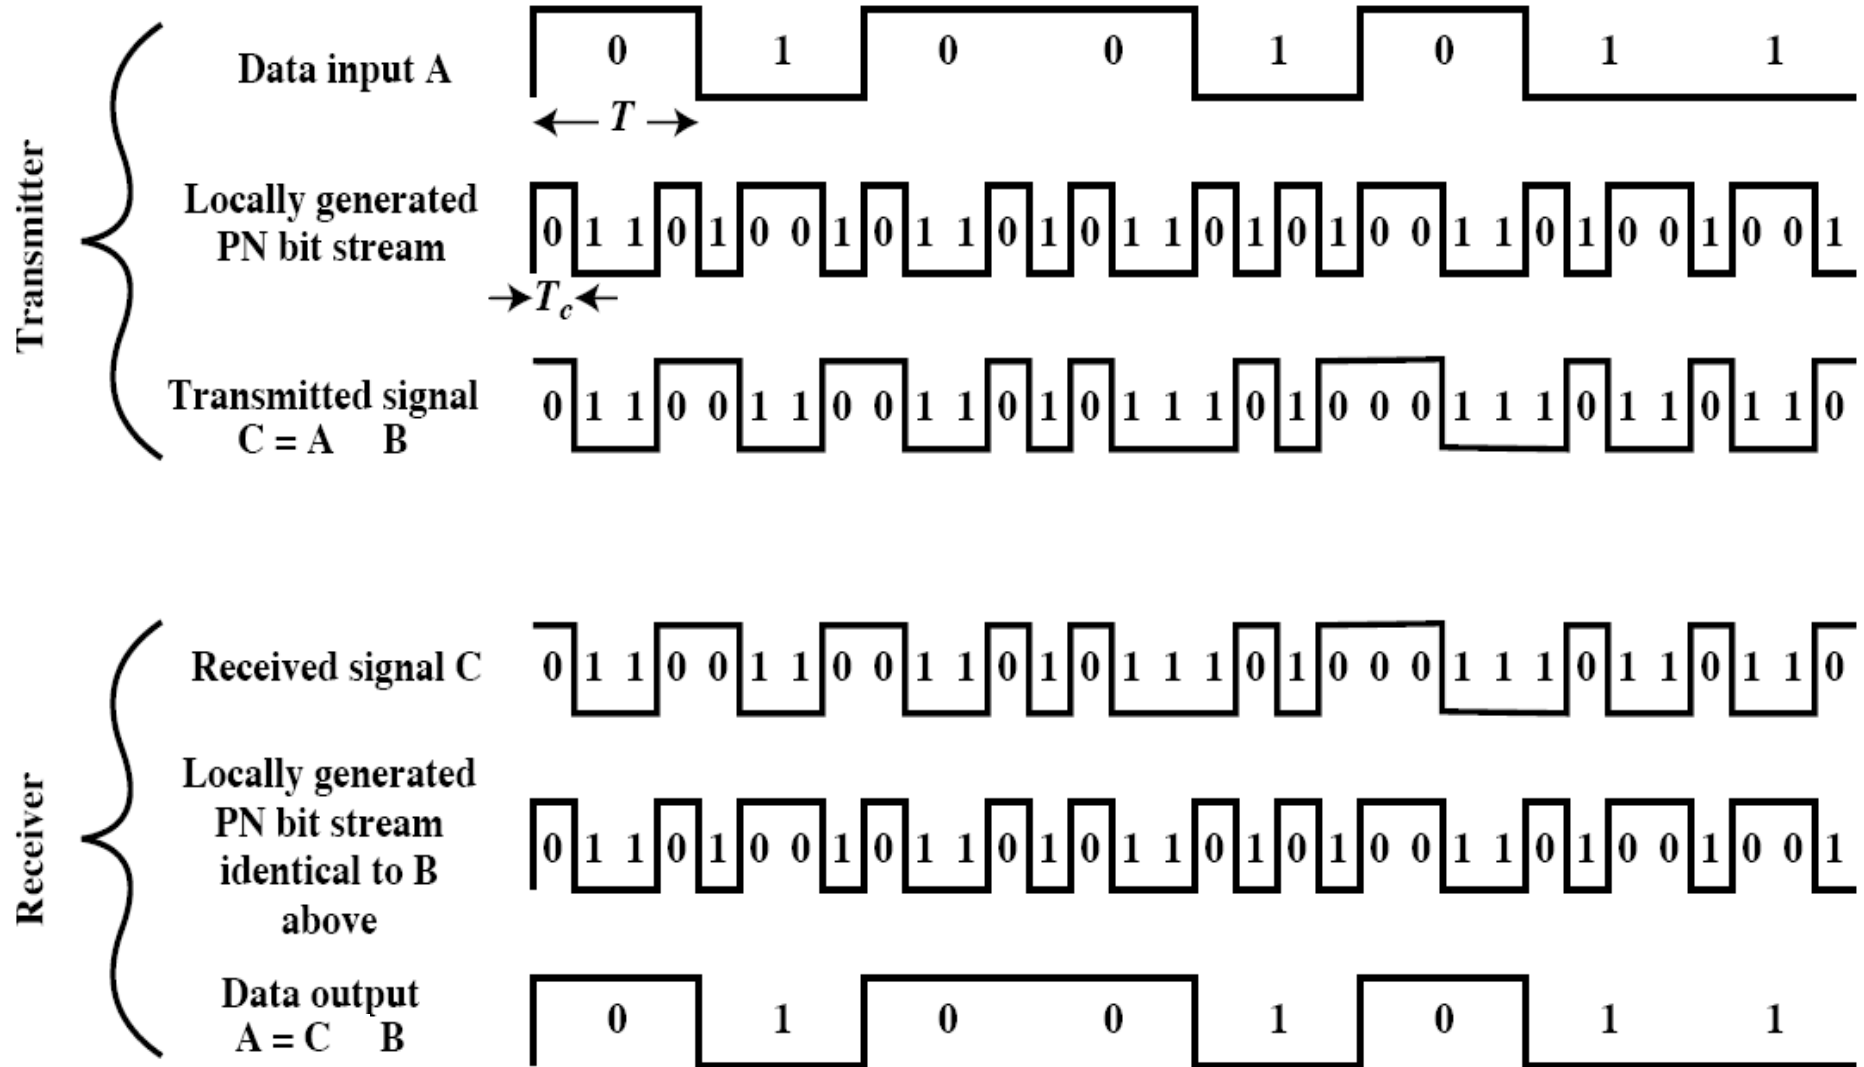 Transmitter
Data input A
0 1 0 0 1 0 1 1
T
Locally generated
PN bit stream
0 1 1 0 1 0 0 1 0 1 1 0 1 0 1 1 0 1 0 1 0 0 1 1 0 1 0 0 1 0 0 1
Tc
Transmitted signal
C = A B
0 1 1 0 0 1 1 0 0 1 1 0 1 0 1 1 1 0 1 0 0 0 1 1 1 0 1 1 0 1 1 0
Receiver
Received signal C
0 1 1 0 0 1 1 0 0 1 1 0 1 0 1 1 1 0 1 0 0 0 1 1 1 0 1 1 0 1 1 0
Locally generated
PN bit stream
identical to B
above
0 1 1 0 1 0 0 1 0 1 1 0 1 0 1 1 0 1 0 1 0 0 1 1 0 1 0 0 1 0 0 1
Data output
A = C B
0 1 0 0 1 0 1 1